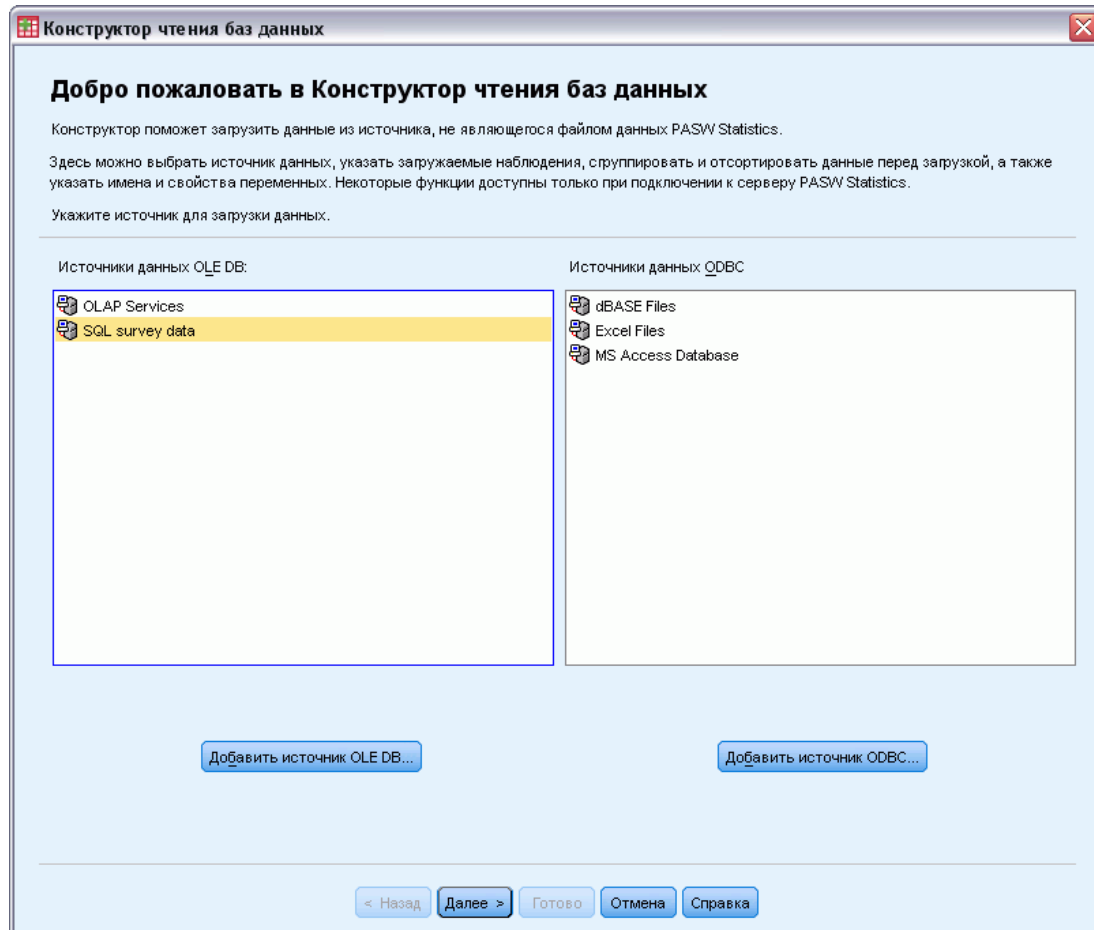 Конструктор чтения баз данных
Добро пожаловать в Конструктор чтения баз данных
Конструктор поможет загрузить данные из источника, не являющегося файлом данных PASW Statistics.
Здесь можно выбрать источник данных, указать загружаемые наблюдения, сгруппировать и отсортировать данные перед загрузкой, а также
указать имена и свойства переменных. Некоторые функции доступны только при подключении к серверу PASW Statistics.
Укажите источник для загрузки данных.
Источники данных OLE DB:
OLAP Services
SQL survey data
Источники данных ODBC
dBASE Files
Excel Files
MS Access Database
Добавить источник OLE DB...
Добавить источник ODBC...
< Назад
Далее >
Готово
Отмена
Справка